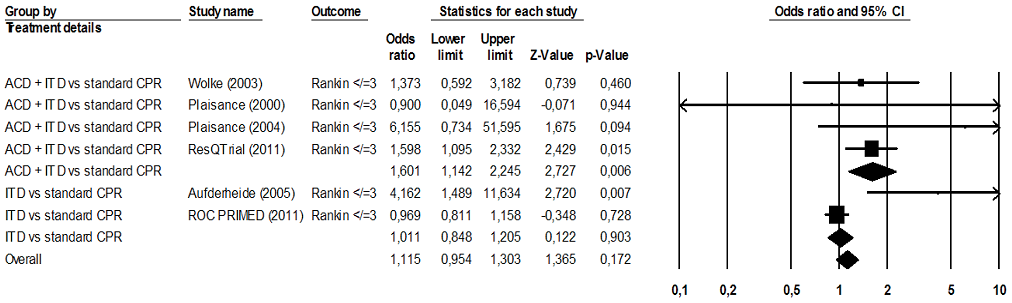 Group by Study name Outcome Statistics for each study Odds ratio and 95% CI
Treatment details
Odds ratio Lower limit Upper limit Z-Value p-Value
ACD + ITD vs standard CPR Wolke (2003) Rankin </=3 1,373 0,592 3,182 0,739 0,460
ACD + ITD vs standard CPR Plaisance (2000) Rankin </=3 0,900 0,049 16,594 -0,071 0,944
ACD + ITD vs standard CPR Plaisance (2004) Rankin </=3 6,155 0,734 51,595 1,675 0,094
ACD + ITD vs standard CPR ResQTrial (2011) Rankin </=3 1,598 1,095 2,332 2,429 0,015
ACD + ITD vs standard CPR 1,601 1,142 2,245 2,727 0,006
ITD vs standard CPR Aufderheide (2005) Rankin </=3 4,162 1,489 11,634 2,720 0,007
ITD vs standard CPR ROC PRIMED (2011) Rankin </=3 0,969 0,811 1,158 -0,348 0,728
ITD vs standard CPR 1,011 0,848 1,205 0,122 0,903
Overall 1,115 0,954 1,303 1,365 0,172
0,1 0,2 0,5 1 2 5 10